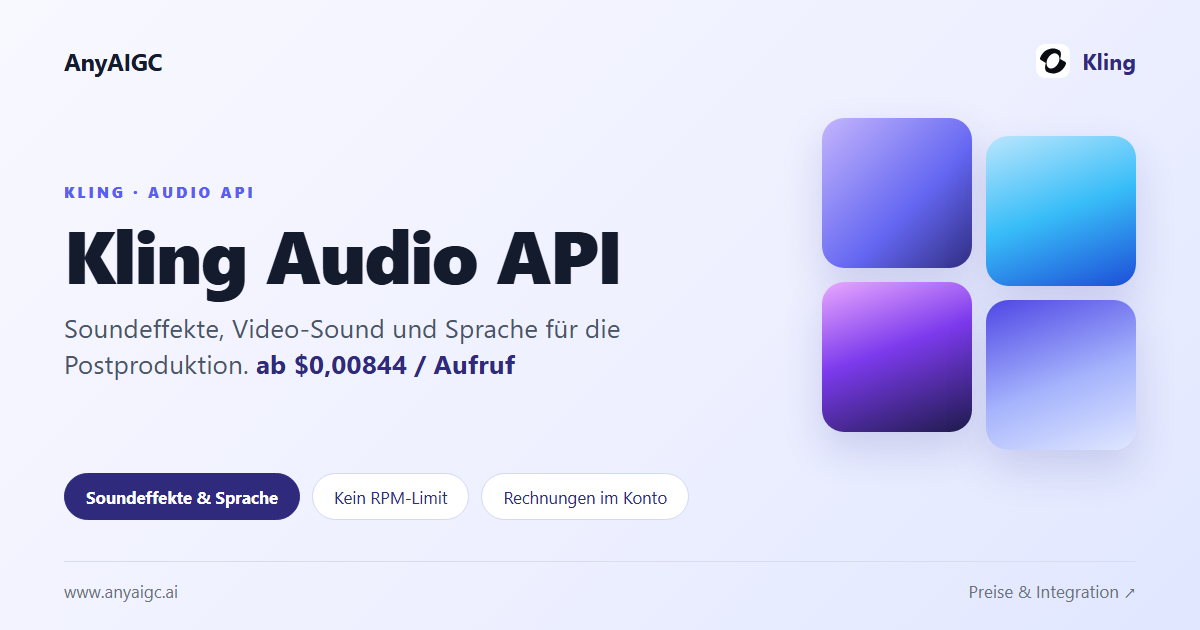 AnyAIGC
Kling
KLING · AUDIO API
Kling Audio API
Soundeffekte, Video-Sound und Sprache für die
Postproduktion. ab $0,00844 / Aufruf
Soundeffekte & Sprache
Kein RPM-Limit
Rechnungen im Konto
www.anyaigc.ai
Preise & Integration ↗